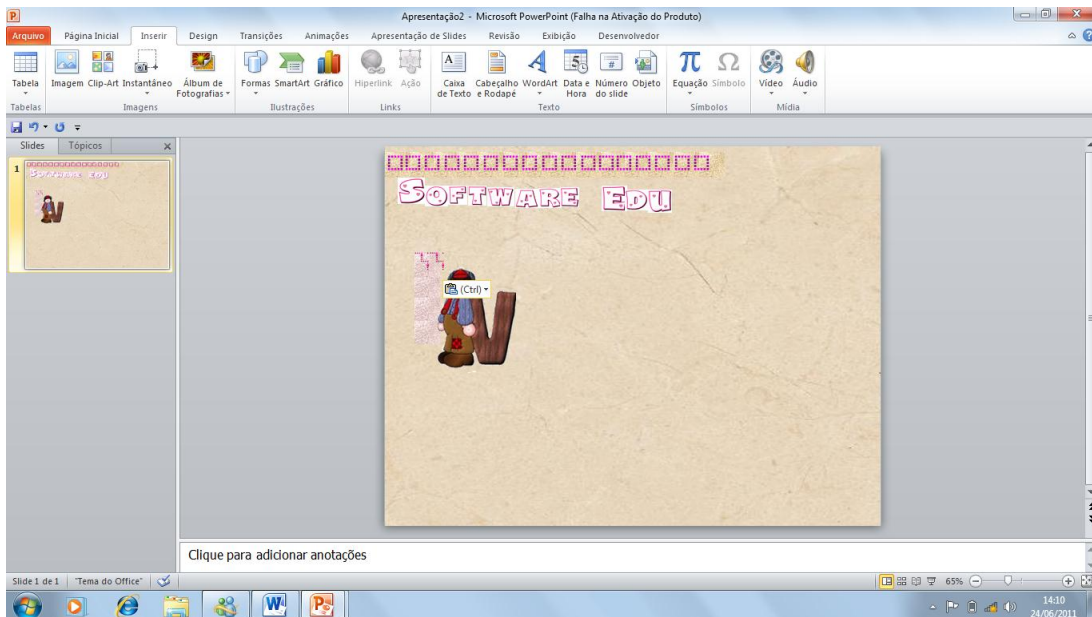 Apresentação2 - Microsoft PowerPoint (Falha na Ativação do Produto)
Arquivo Página Inicial Inserir Design Transições Animações Apresentação de Slides Revisão Exibição Desenvolvedor
Tabela Imagem Clip-Art Instantâneo Álbum de Fotografias Formas SmartArt Gráfico Hiperlink Ação Caixa de Texto Cabeçalho e Rodapé WordArt Data e Hora Número do slide Objeto Equação Símbolo Vídeo Áudio
Tabelas Imagens Ilustrações Links Texto Símbolos Mídia
Slides Tópicos
1
Software Edu
Software Edu
(Ctrl)
Clique para adicionar anotações
Slide 1 de 1 "Tema do Office" 65%
14:10
24/06/2011